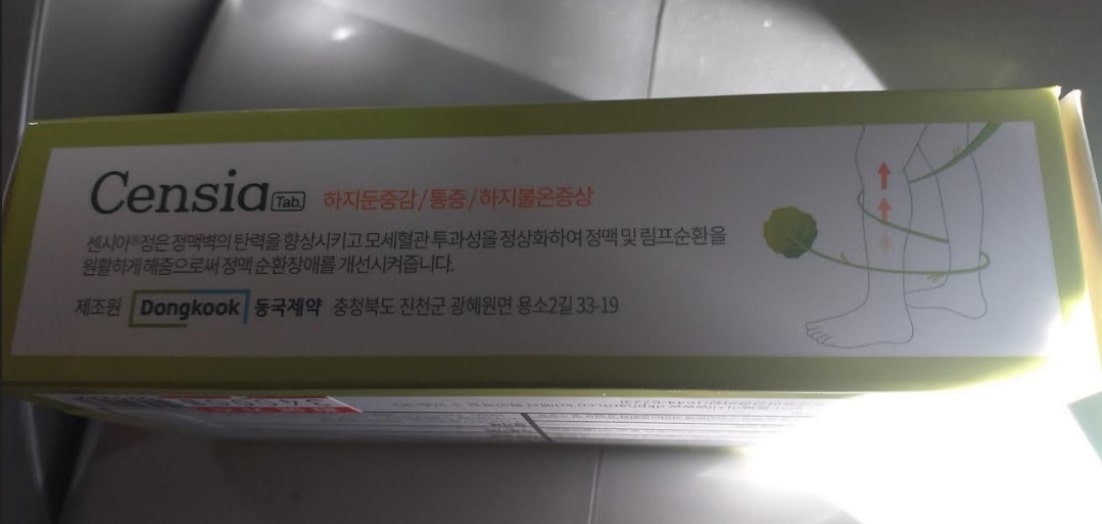 Censia Tab. 하지둔중감/통증/하지불온증상
센시아®정은 정맥벽의 탄력을 향상시키고 모세혈관 투과성을 정상화하여 정맥 및 림프순환을
원활하게 해줌으로써 정맥 순환장애를 개선시켜줍니다.
제조원 Dongkook 동국제약 충청북도 진천군 광혜원면 용소2길 33-19